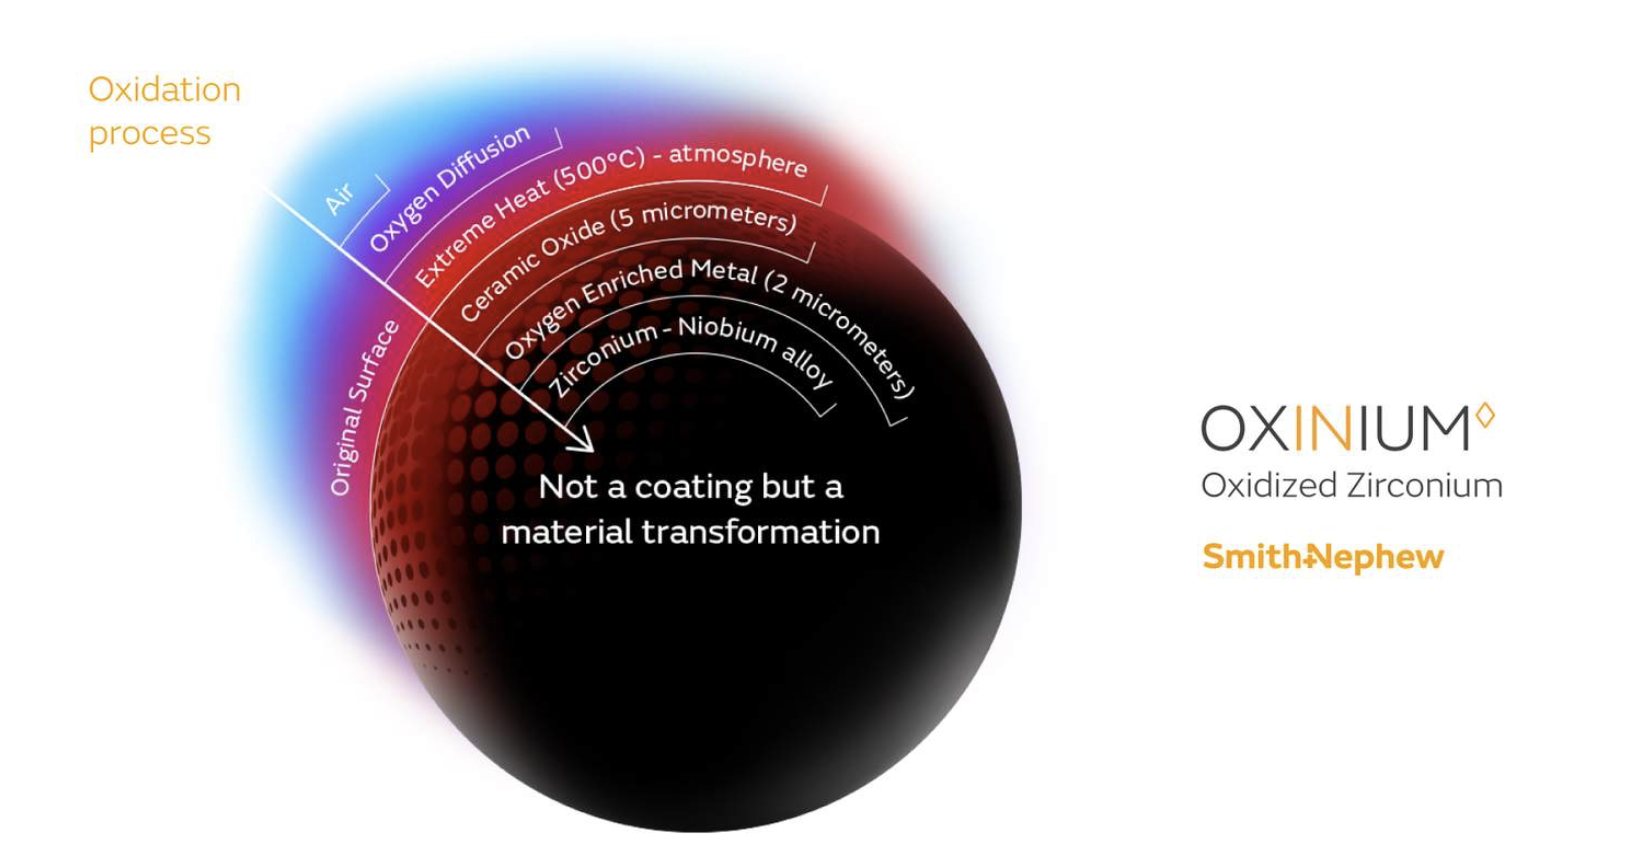 Oxidation
process
Air
Oxygen Diffusion
Extreme Heat (500°C) - atmosphere
Original Surface
Ceramic Oxide (5 micrometers)
Oxygen Enriched Metal (2 micrometers)
Zirconium - Niobium alloy
Not a coating but a
material transformation
OXINIUM◊
Oxidized Zirconium
Smith+Nephew